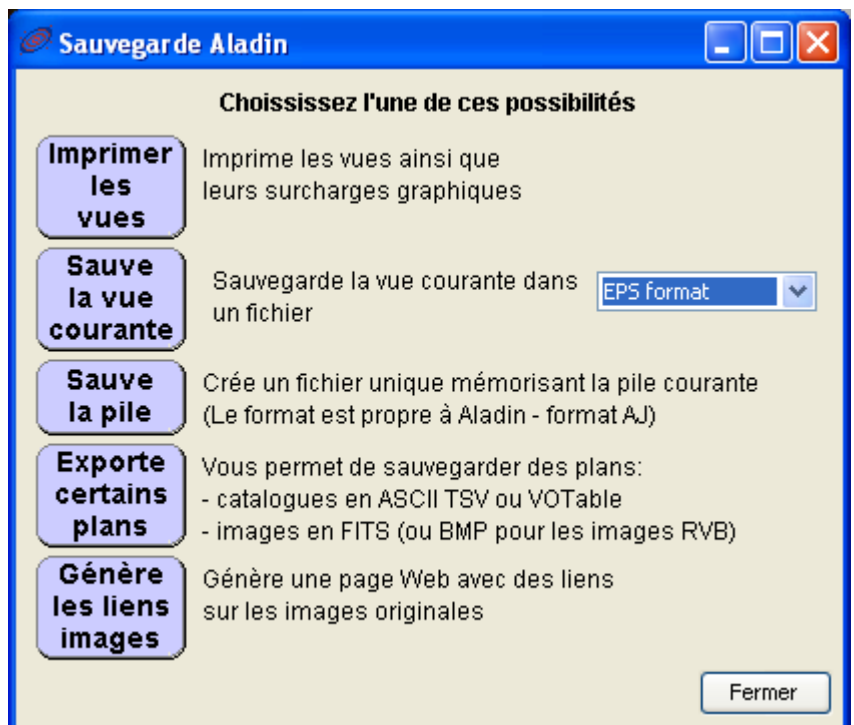 Sauvegarde Aladin
Choississez l'une de ces possibilités
Imprimer
les
vues
Imprime les vues ainsi que
leurs surcharges graphiques
Sauve
la vue
courante
Sauvegarde la vue courante dans
un fichier
EPS format
Sauve
la pile
Crée un fichier unique mémorisant la pile courante
(Le format est propre à Aladin - format AJ)
Exporte
certains
plans
Vous permet de sauvegarder des plans:
- catalogues en ASCII TSV ou VOTable
- images en FITS (ou BMP pour les images RVB)
Génère
les liens
images
Génère une page Web avec des liens
sur les images originales
Fermer